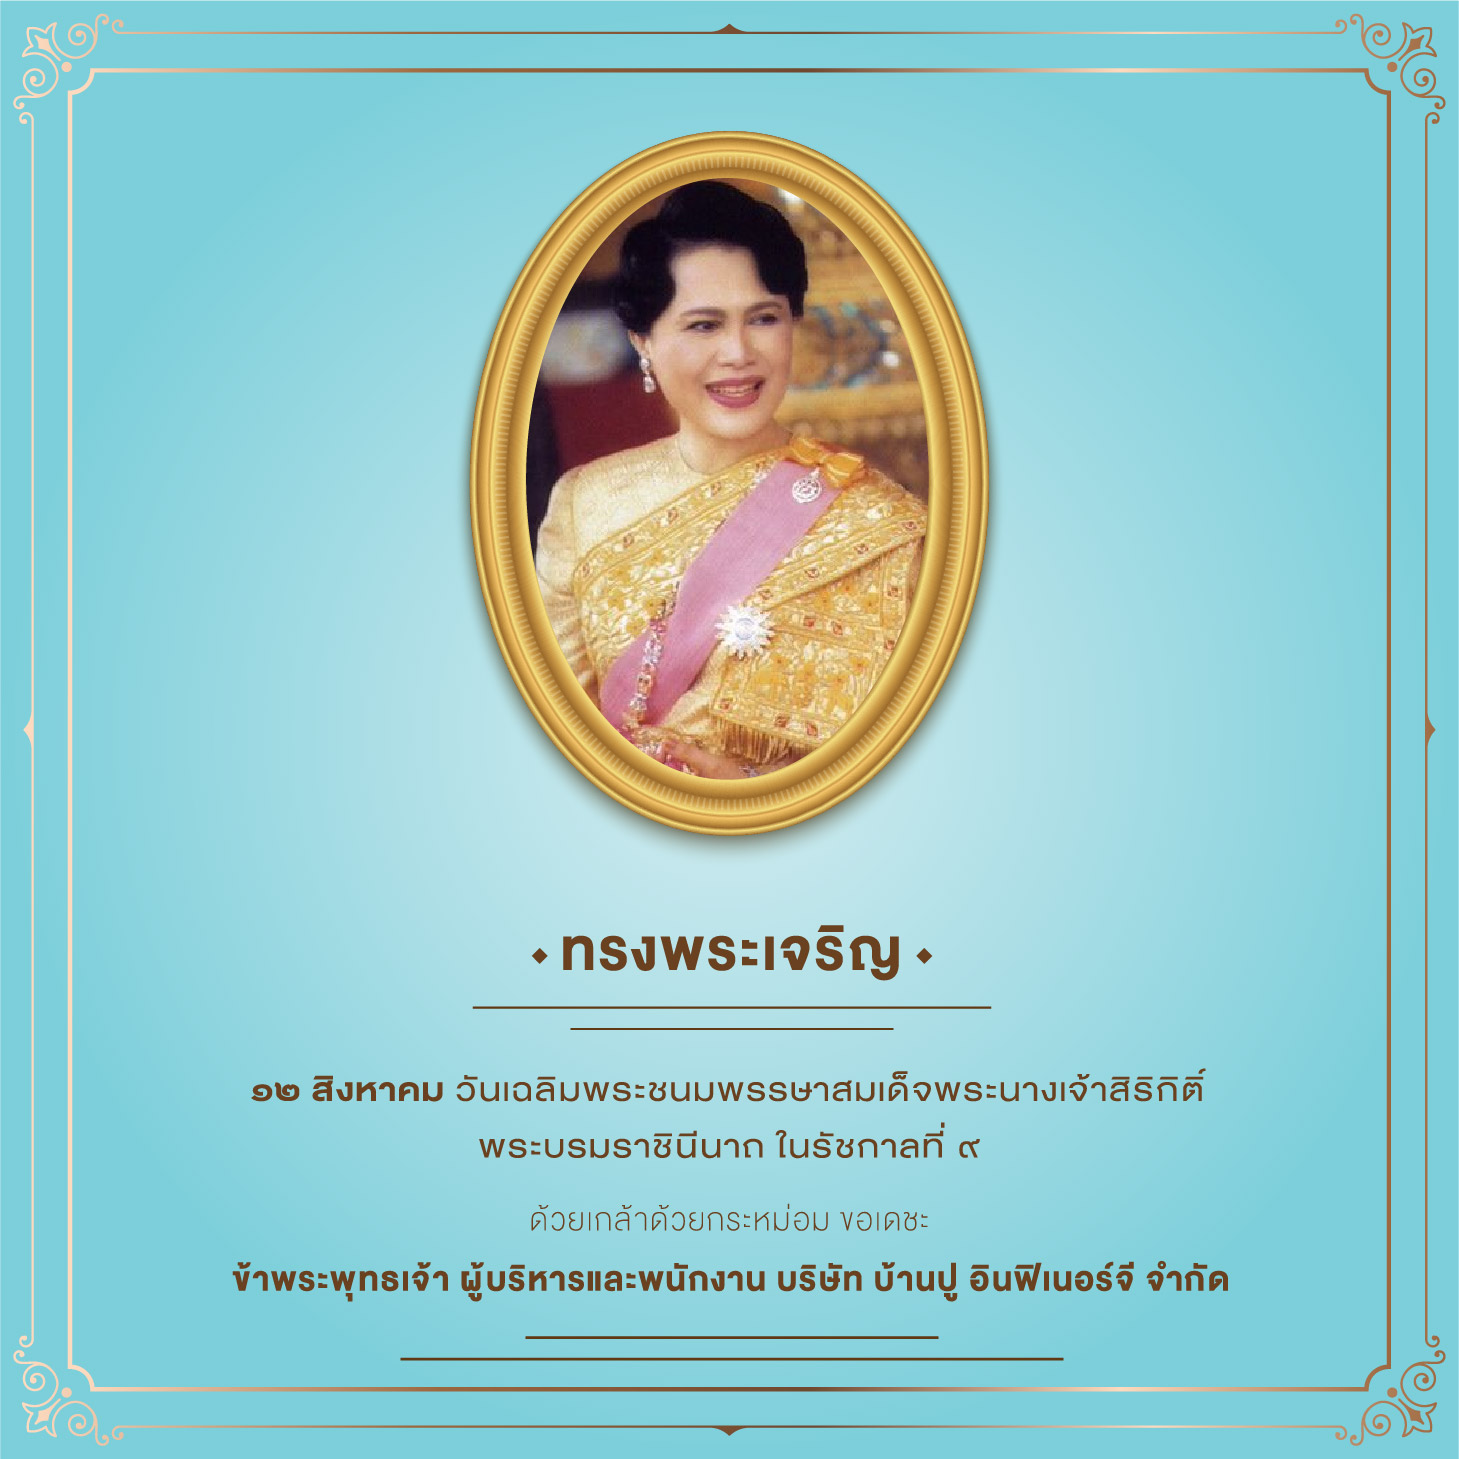 ทรงพระเจริญ
๑๒ สิงหาคม วันเฉลิมพระชนมพรรษาสมเด็จพระนางเจ้าสิริกิติ์
พระบรมราชินีนาถ ในรัชกาลที่ ๙
ด้วยเกล้าด้วยกระหม่อม ขอเดชะ
ข้าพระพุทธเจ้า ผู้บริหารและพนักงาน บริษัท บ้านปู อินฟิเนอร์จี จำกัด